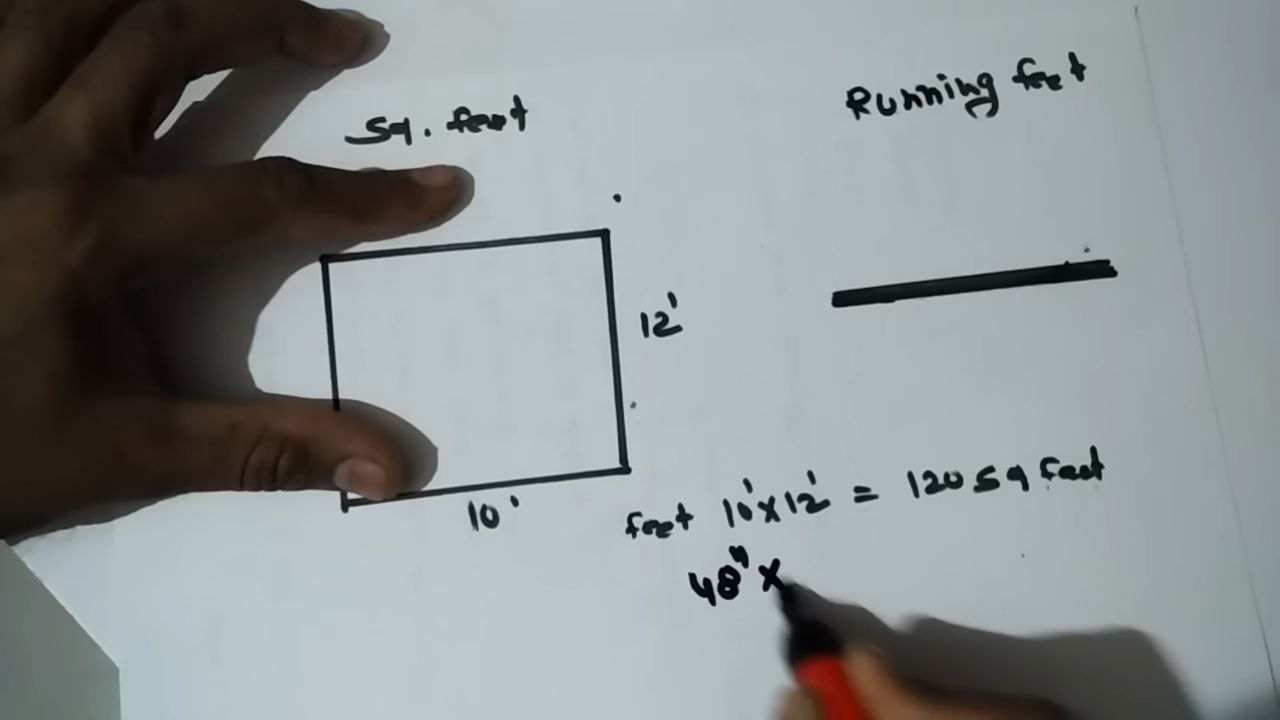 Sq. feet
Running feet
12'
10'
feet 10'x12' = 120 sq feet
48"x